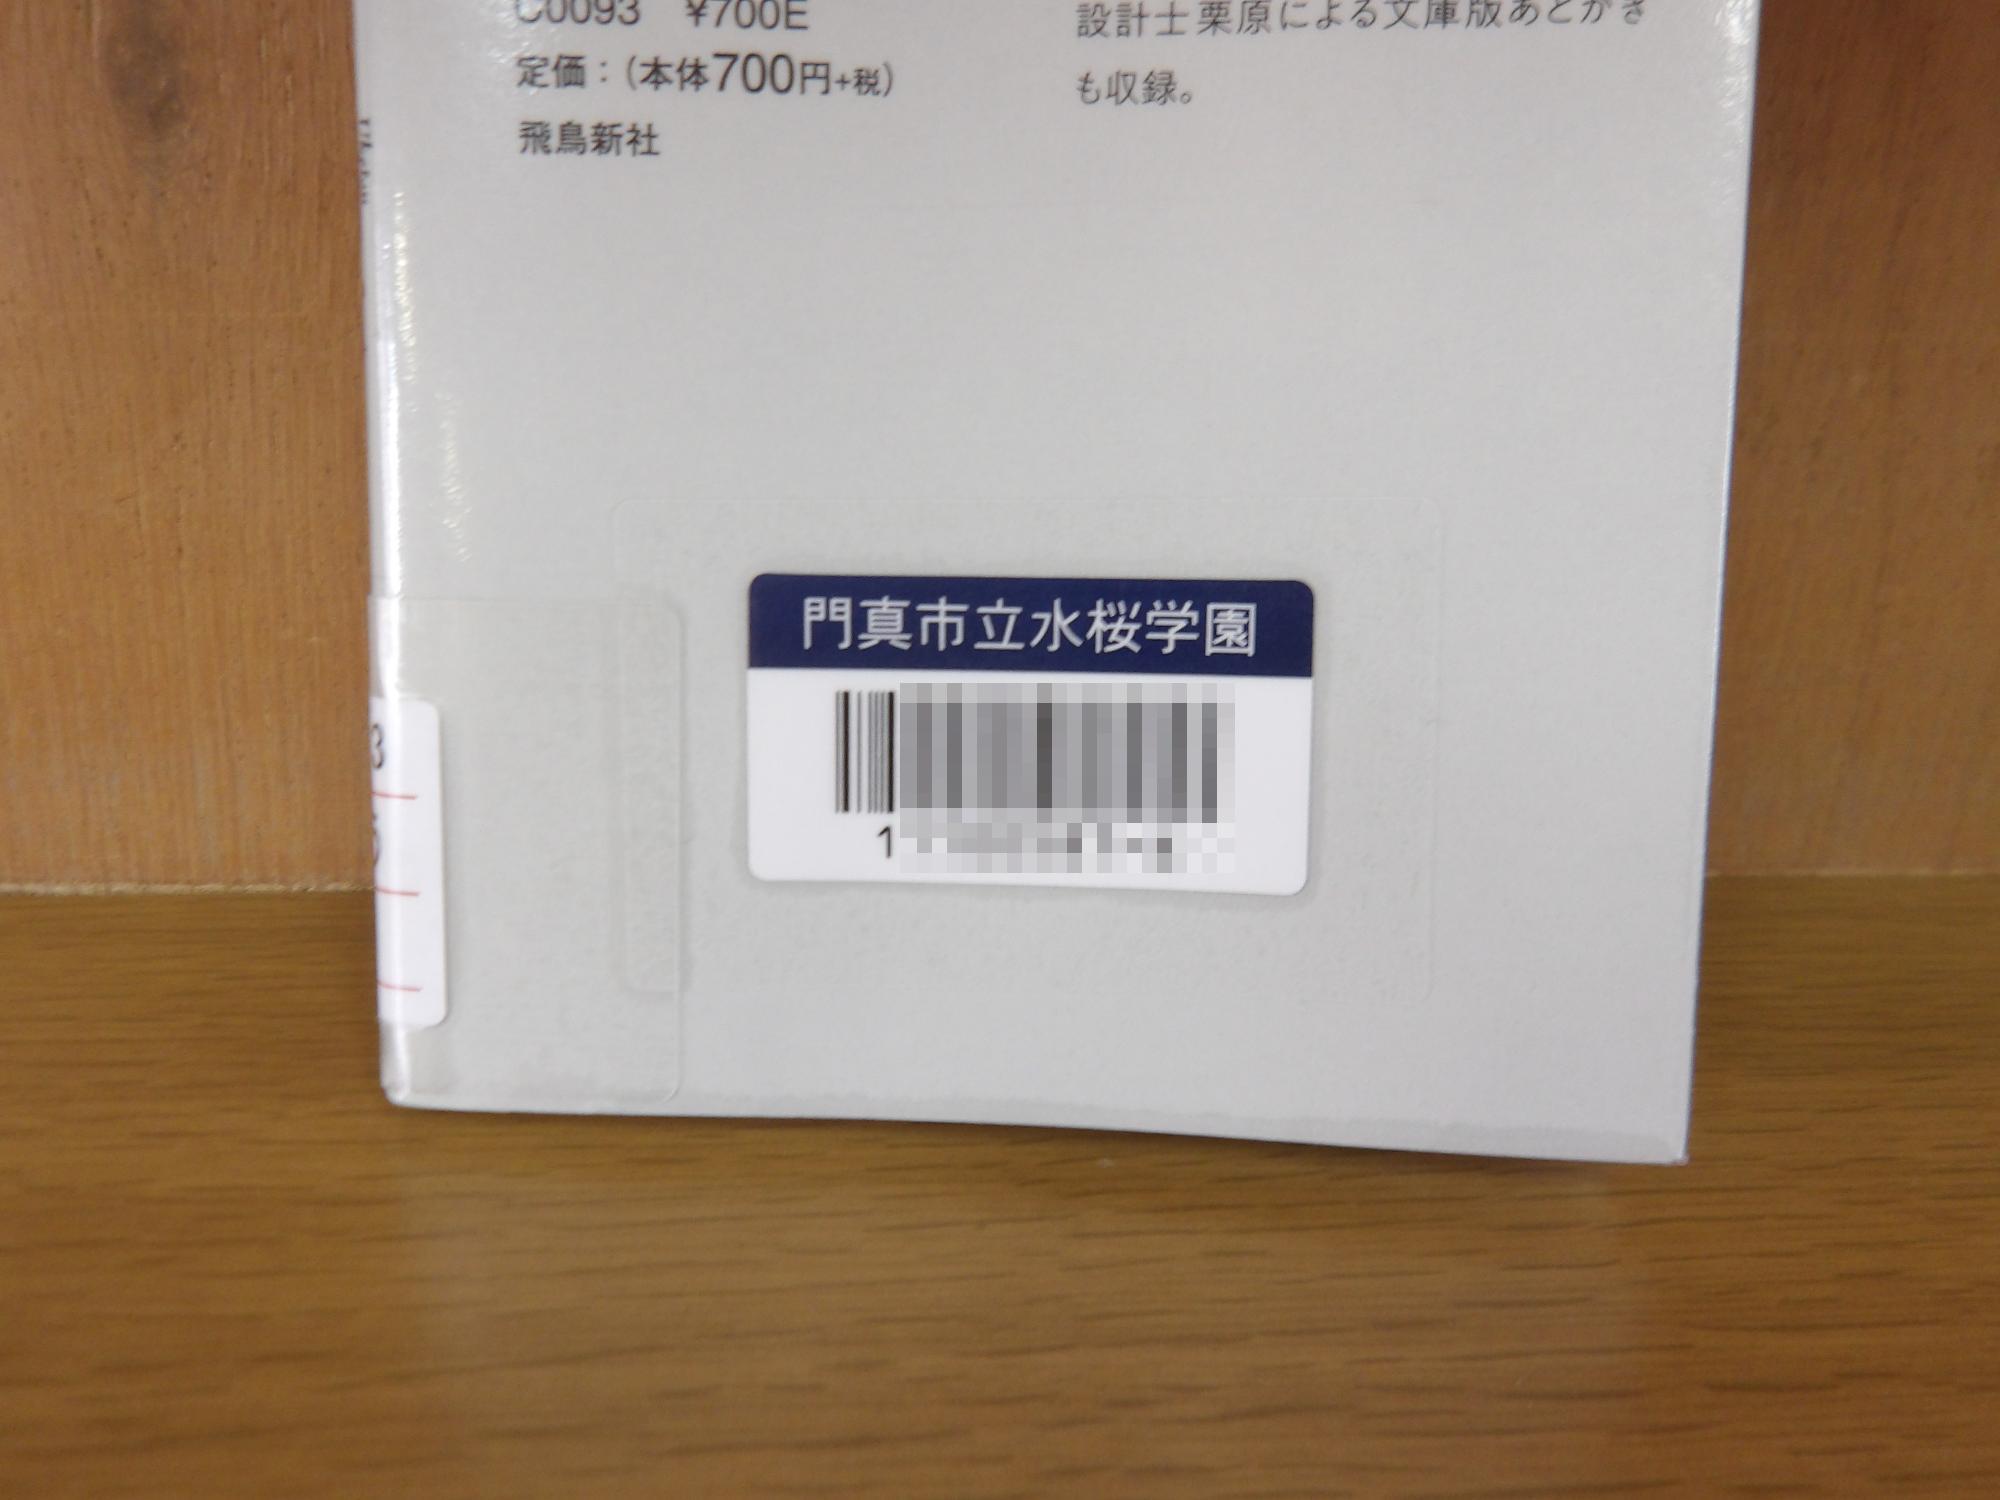 C0093 ¥700E
定価：(本体700円+税)
飛鳥新社
設計士栗原による文庫版あとがき
も収録。
門真市立水桜学園
1
3